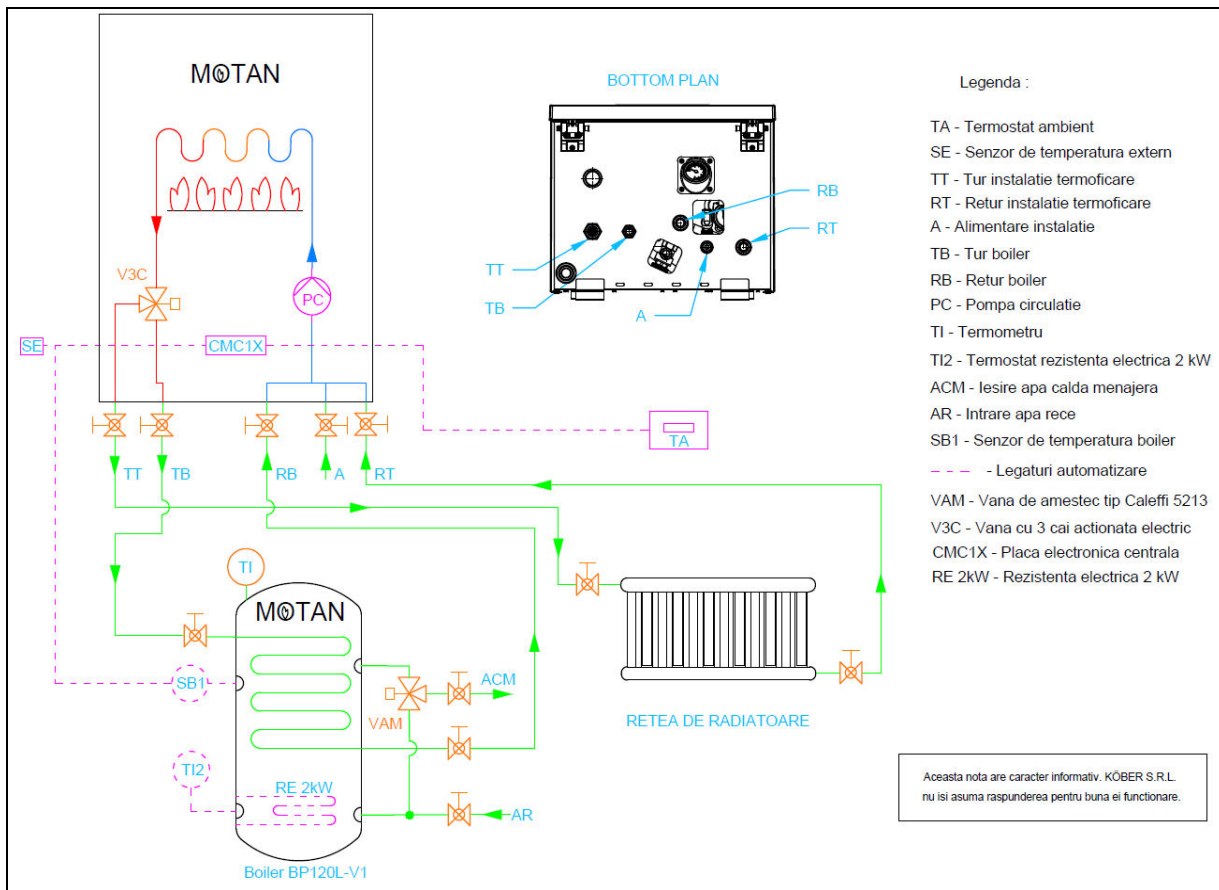 MOTAN
V3C
PC
SE
CMC1X
TA
TT
TB
RB
A
RT
BOTTOM PLAN
RB
RT
TT
TB
A
TI
MOTAN
SB1
ACM
VAM
TI2
RE 2kW
AR
Boiler BP120L-V1
RETEA DE RADIATOARE
Legenda :
TA - Termostat ambient
SE - Senzor de temperatura extern
TT - Tur instalatie termoficare
RT - Retur instalatie termoficare
A - Alimentare instalatie
TB - Tur boiler
RB - Retur boiler
PC - Pompa circulatie
TI - Termometru
TI2 - Termostat rezistenta electrica 2 kW
ACM - Iesire apa calda menajera
AR - Intrare apa rece
SB1 - Senzor de temperatura boiler
- - - - Legaturi automatizare
VAM - Vana de amestec tip Caleffi 5213
V3C - Vana cu 3 cai actionata electric
CMC1X - Placa electronica centrala
RE 2kW - Rezistenta electrica 2 kW
Aceasta nota are caracter informativ. KÖBER S.R.L.
nu isi asuma raspunderea pentru buna ei functionare.